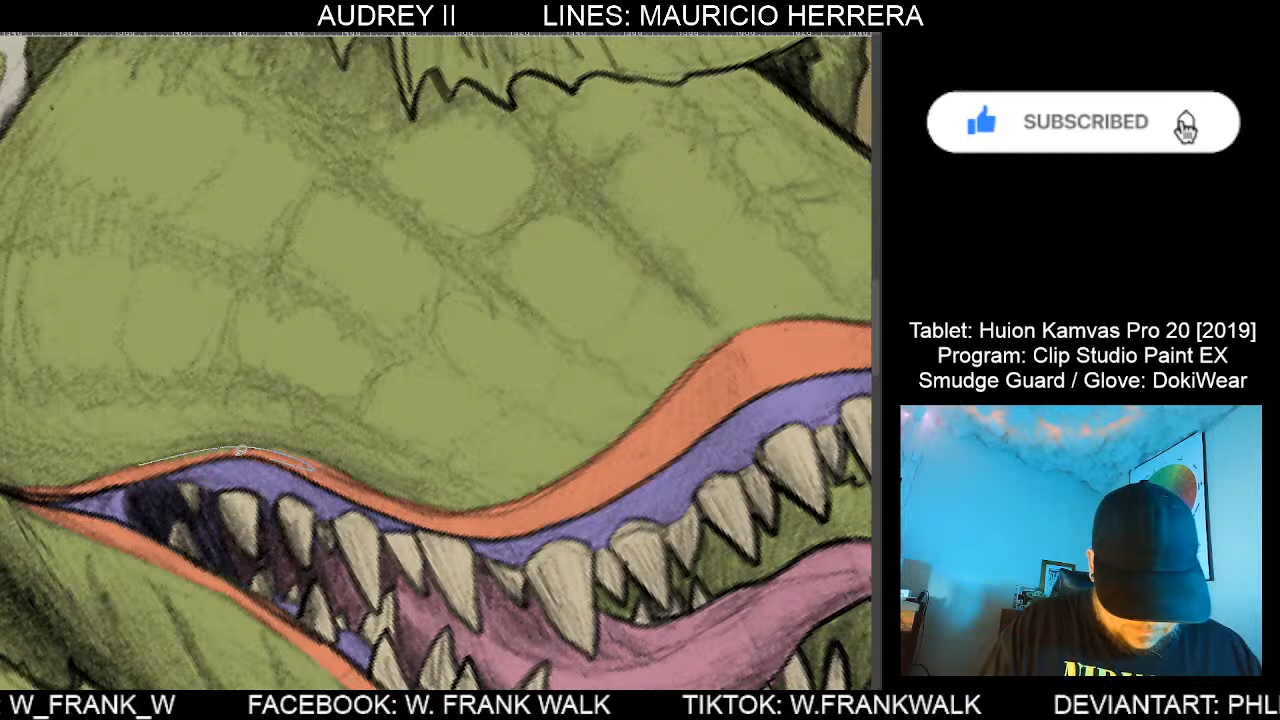 AUDREY II LINES: MAURICIO HERRERA
SUBSCRIBED
Tablet: Huion Kamvas Pro 20 [2019]
Program: Clip Studio Paint EX
Smudge Guard / Glove: DokiWear
W_FRANK_W FACEBOOK: W. FRANK WALK TIKTOK: W.FRANKWALK DEVIANTART: PHL